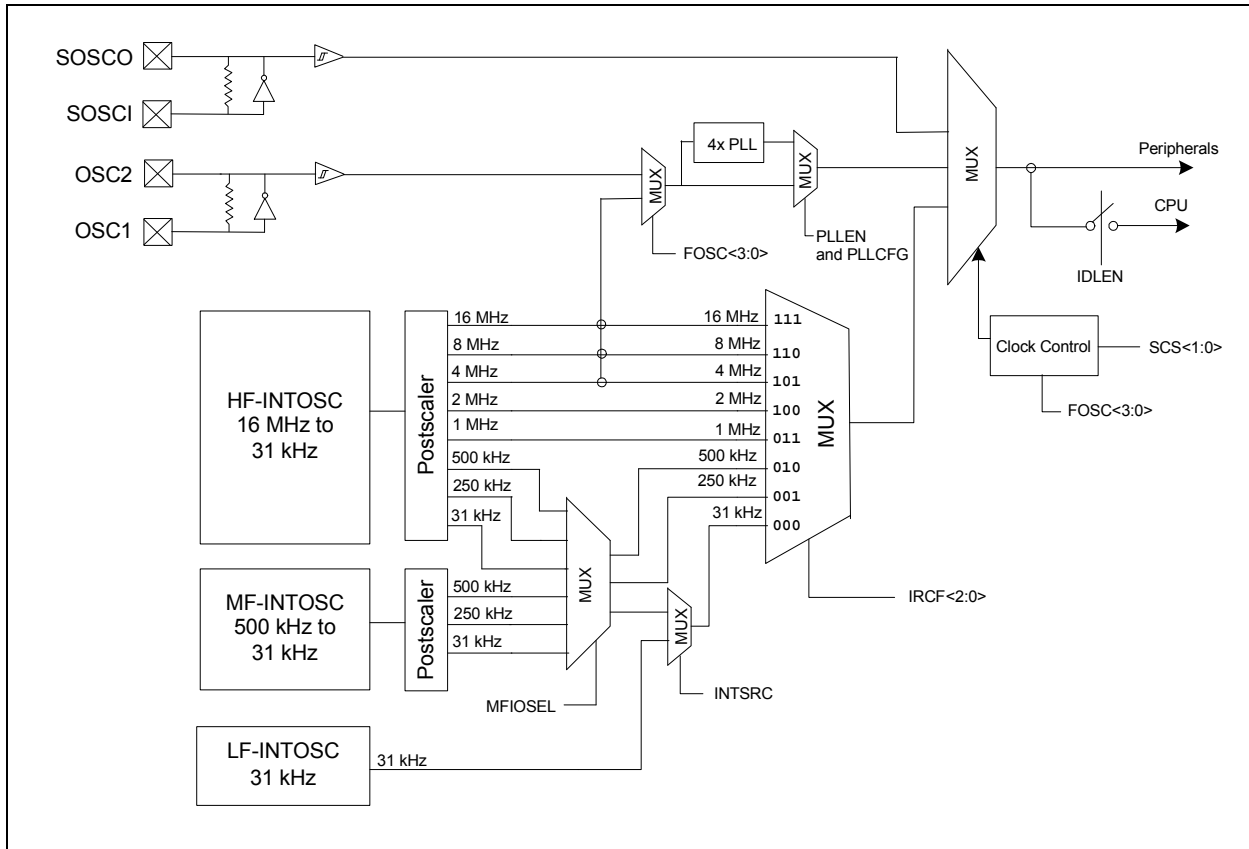 SOSCO
SOSCI
OSC2
OSC1
4x PLL
MUX
MUX
MUX
Peripherals
CPU
IDLEN
FOSC<3:0>
PLLEN
and PLLCFG
Clock Control
SCS<1:0>
FOSC<3:0>
HF-INTOSC
16 MHz to
31 kHz
Postscaler
16 MHz
8 MHz
4 MHz
2 MHz
1 MHz
500 kHz
250 kHz
31 kHz
16 MHz
8 MHz
4 MHz
2 MHz
1 MHz
500 kHz
250 kHz
31 kHz
111
110
101
100
011
010
001
000
MUX
IRCF<2:0>
MF-INTOSC
500 kHz to
31 kHz
Postscaler
500 kHz
250 kHz
31 kHz
MUX
MFIOSEL
MUX
INTSRC
LF-INTOSC
31 kHz
31 kHz